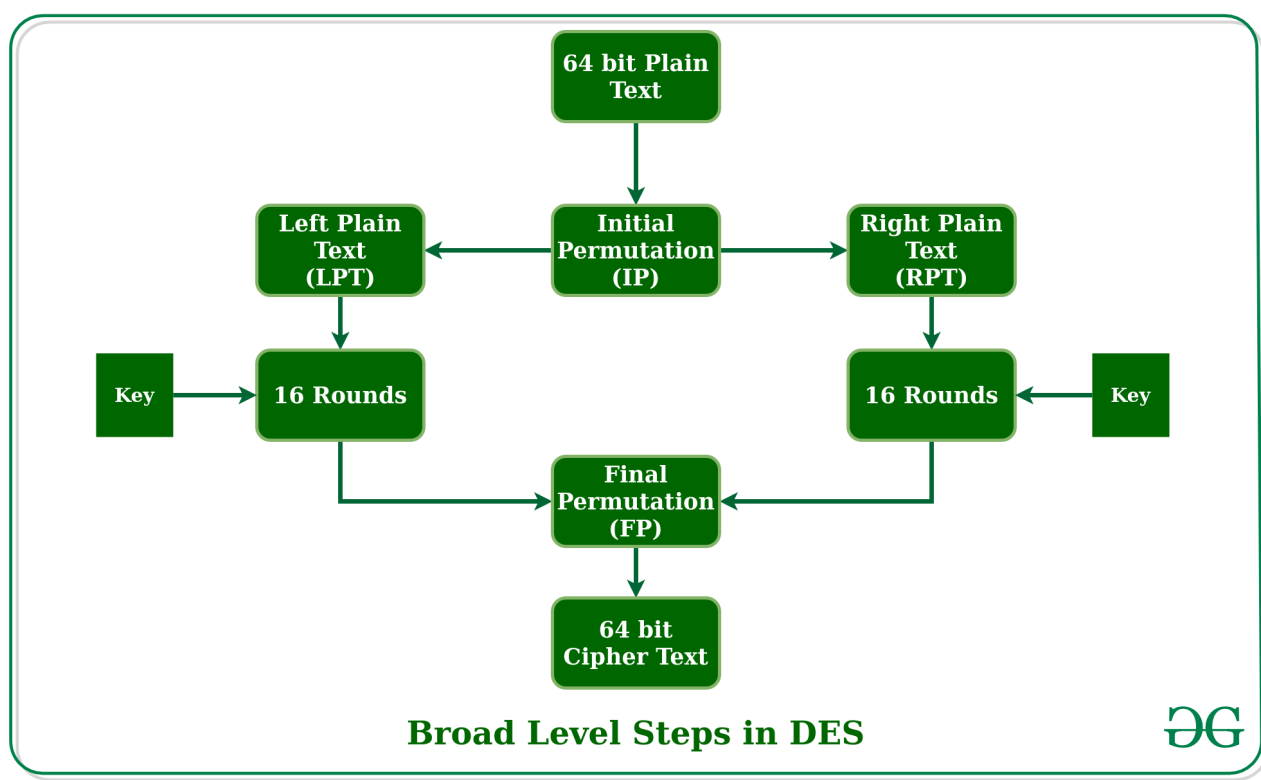 64 bit Plain
Text
Left Plain
Text
(LPT)
Initial
Permutation
(IP)
Right Plain
Text
(RPT)
Key
16 Rounds
16 Rounds
Key
Final
Permutation
(FP)
64 bit
Cipher Text
Broad Level Steps in DES